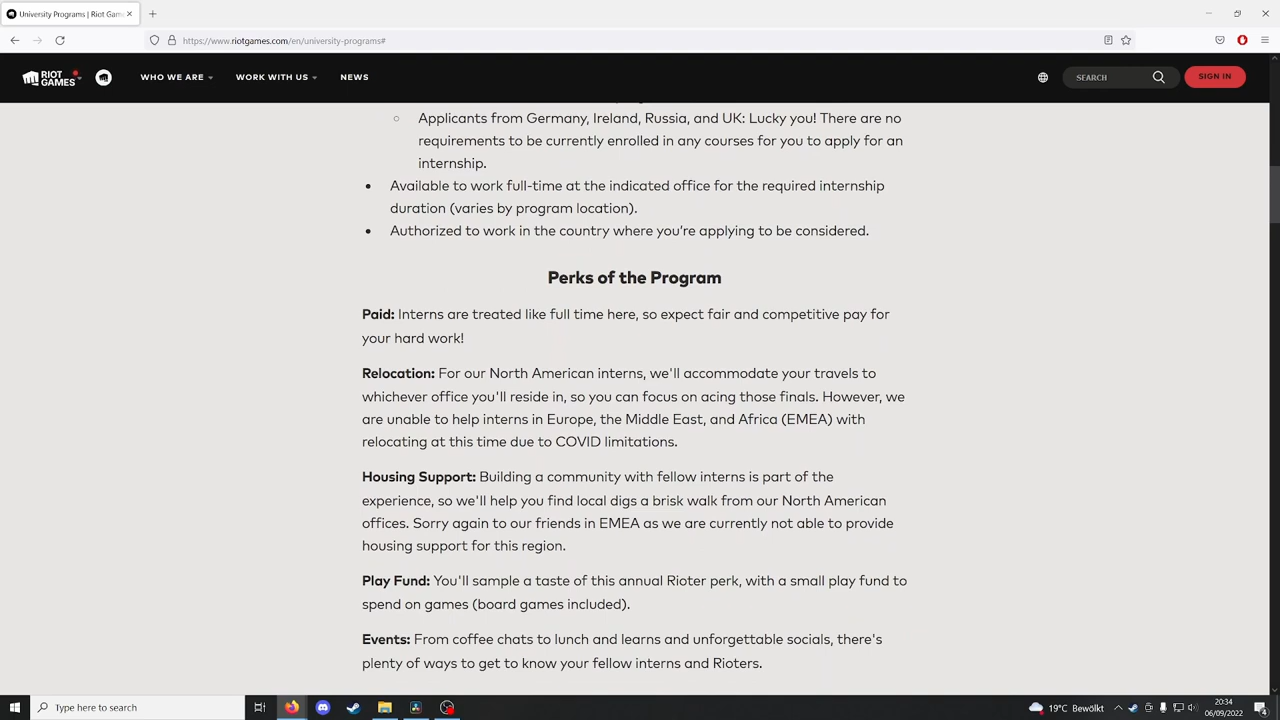 University Programs | Riot Gam
https://www.riotgames.com/en/university-programs#
RIOT GAMES
WHO WE ARE
WORK WITH US
NEWS
SEARCH
SIGN IN
Applicants from Germany, Ireland, Russia, and UK: Lucky you! There are no
requirements to be currently enrolled in any courses for you to apply for an
internship.
Available to work full-time at the indicated office for the required internship
duration (varies by program location).
Authorized to work in the country where you’re applying to be considered.
Perks of the Program
Paid: Interns are treated like full time here, so expect fair and competitive pay for
your hard work!
Relocation: For our North American interns, we'll accommodate your travels to
whichever office you'll reside in, so you can focus on acing those finals. However, we
are unable to help interns in Europe, the Middle East, and Africa (EMEA) with
relocating at this time due to COVID limitations.
Housing Support: Building a community with fellow interns is part of the
experience, so we'll help you find local digs a brisk walk from our North American
offices. Sorry again to our friends in EMEA as we are currently not able to provide
housing support for this region.
Play Fund: You'll sample a taste of this annual Rioter perk, with a small play fund to
spend on games (board games included).
Events: From coffee chats to lunch and learns and unforgettable socials, there's
plenty of ways to get to know your fellow interns and Rioters.
Type here to search
19°C Bewölkt
20:34
06/09/2022
4